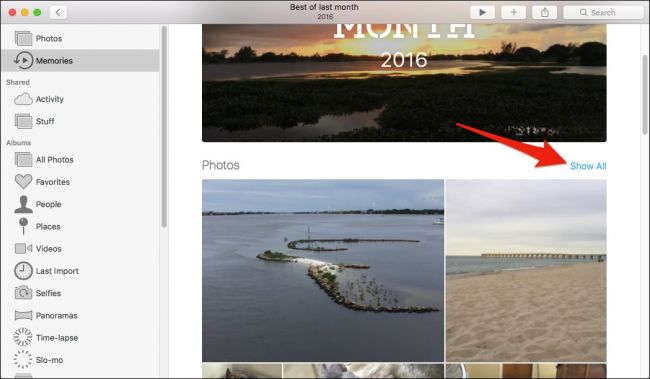 Best of last month
2016
Search
Photos
Memories
Shared
Activity
Stuff
Albums
All Photos
Favorites
People
Places
Videos
Last Import
Selfies
Panoramas
Time-lapse
Slo-mo
MONTH
2016
Photos
Show All